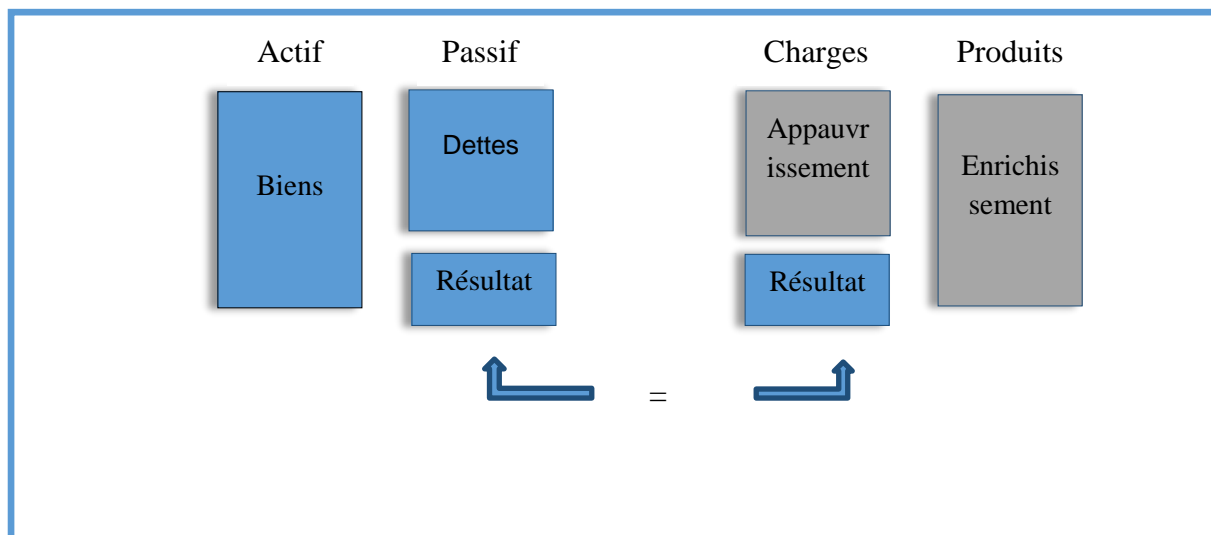 Actif
Passif
Charges
Produits
Biens
Dettes
Résultat
Appauvr
issement
Résultat
Enrichis
sement
=